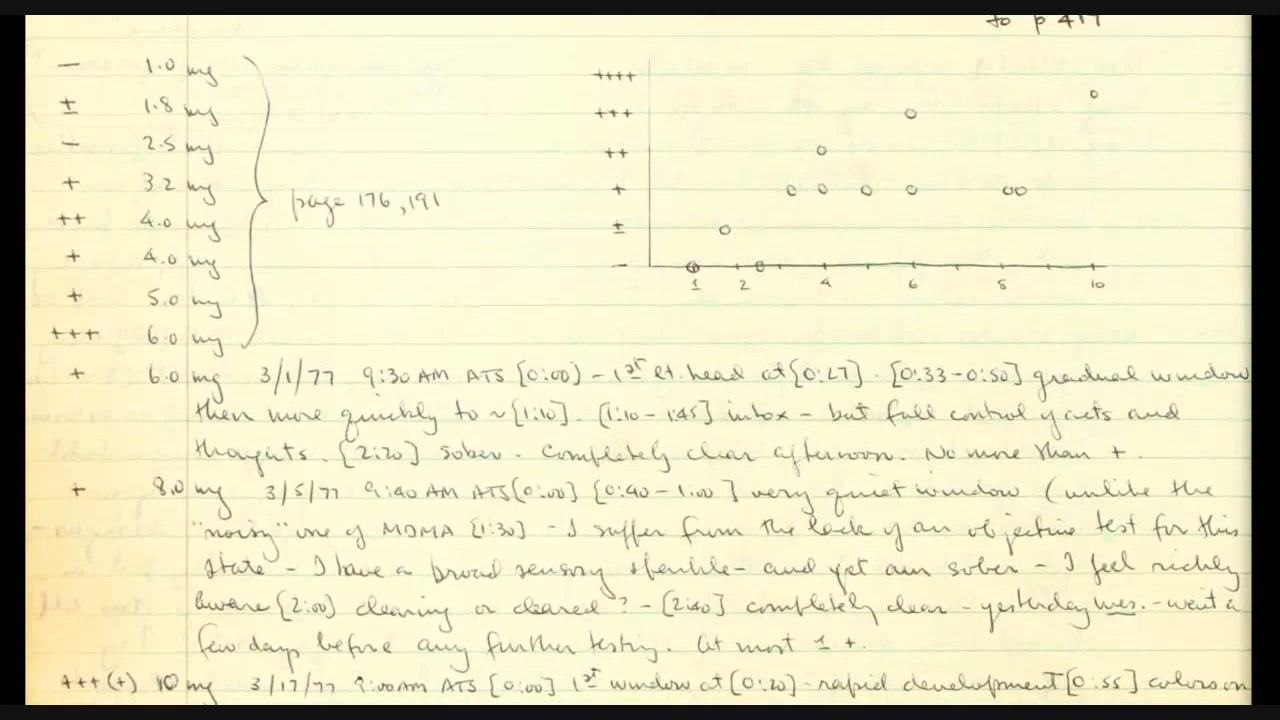 to p 417
— 1.0 mg
± 1.8 mg
— 2.5 mg
+ 3.2 mg
++ 4.0 mg
+ 4.0 mg
+ 5.0 mg
+++ 6.0 mg
page 176, 191
++++
+++
++
+
±
–
1 2 4 6 8 10
+ 6.0 mg 3/1/77 9:30 AM ATS [0:00) – 1st lt. head at [0:27]. [0:33–0:50] gradual window
then more quickly to ~ [1:10]. [1:10–1:45] intox – but full control of acts and
thoughts. [2:20] sober. Completely clear afternoon. No more than +.
+ 8.0 mg 3/5/77 9:40 AM ATS [0:00] [0:40–1:00] very quiet window (unlike the
"noisy" one of MDMA [1:30] – I suffer from the lack of an objective test for this
state – I have a broad sensory sparkle – and yet am sober – I feel richly
aware [2:00] clearing or cleared? – [2:40] completely clear – yesterday mes. – wait a
few days before any further testing. At most 1 +.
+++(+) 10 mg 3/17/77 9:00AM ATS [0:00] 1st window at [0:20] – rapid development [0:55] colors on